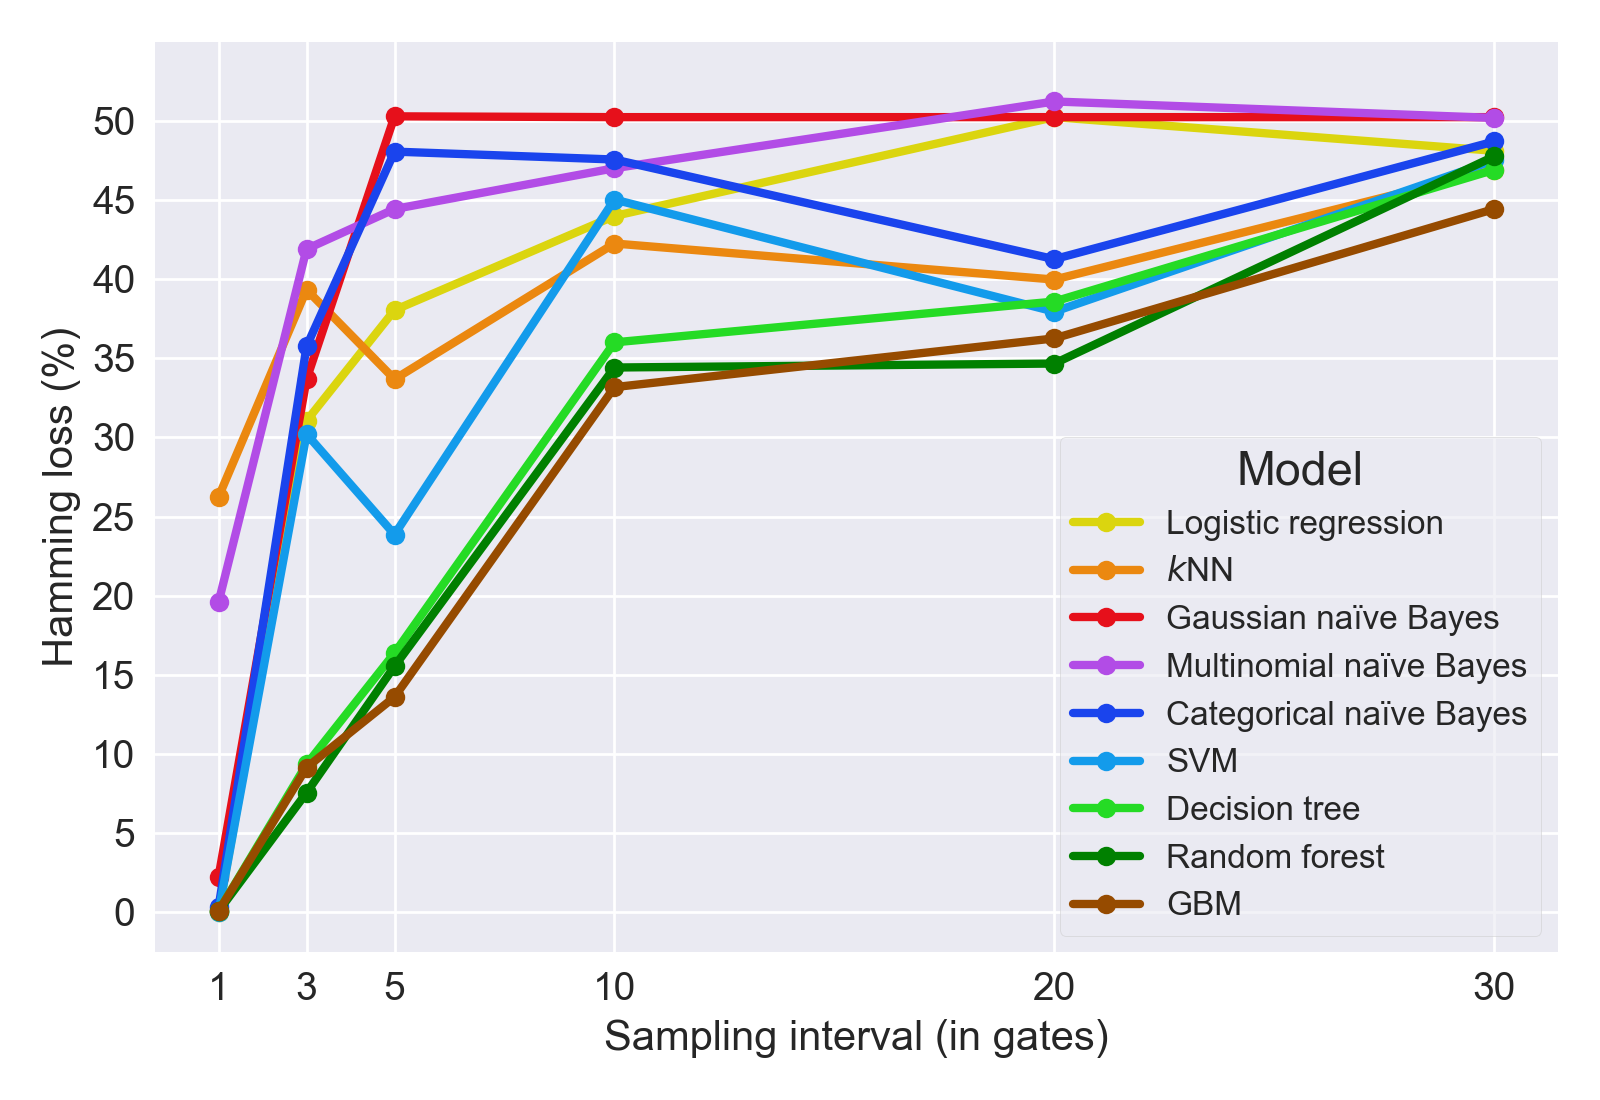 50
45
40
35
30
25
20
15
10
5
0
Hamming loss (%)
1 3 5 10 20 30
Sampling interval (in gates)
Model
Logistic regression
kNN
Gaussian naïve Bayes
Multinomial naïve Bayes
Categorical naïve Bayes
SVM
Decision tree
Random forest
GBM